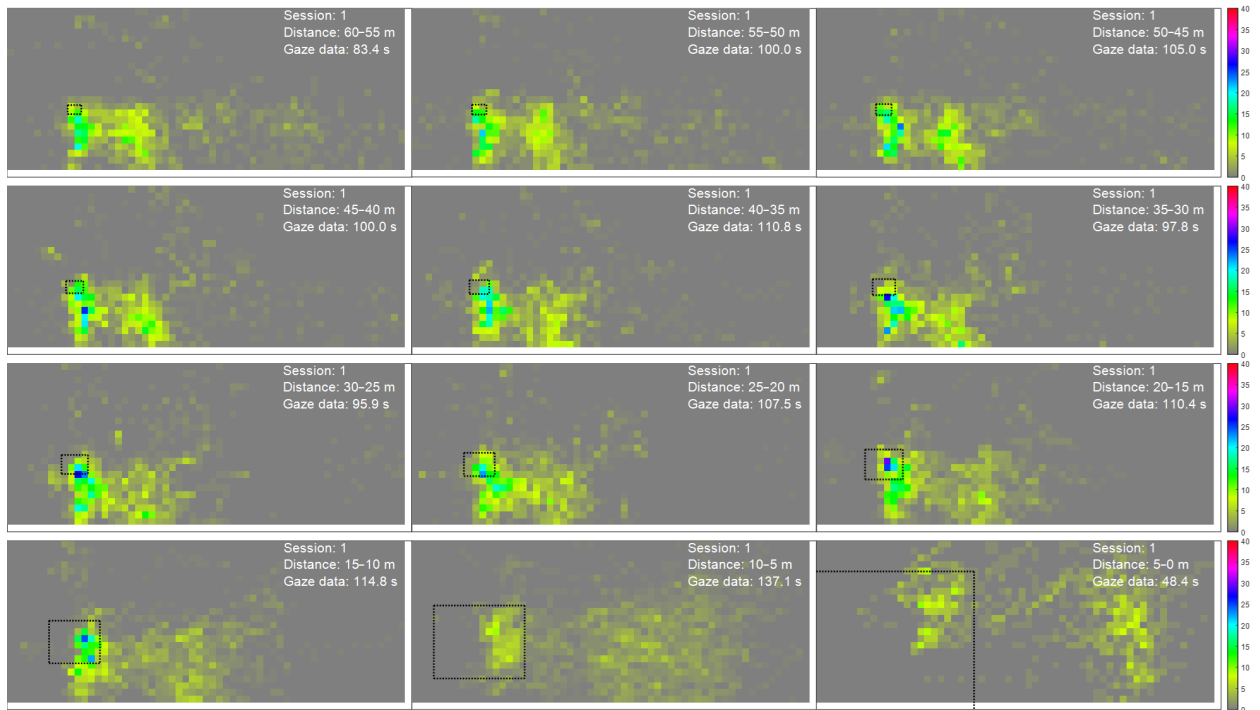 Session: 1
Distance: 60–55 m
Gaze data: 83.4 s
Session: 1
Distance: 55–50 m
Gaze data: 100.0 s
Session: 1
Distance: 50–45 m
Gaze data: 105.0 s
40
35
30
25
20
15
10
5
0
Session: 1
Distance: 45–40 m
Gaze data: 100.0 s
Session: 1
Distance: 40–35 m
Gaze data: 110.8 s
Session: 1
Distance: 35–30 m
Gaze data: 97.8 s
40
35
30
25
20
15
10
5
0
Session: 1
Distance: 30–25 m
Gaze data: 95.9 s
Session: 1
Distance: 25–20 m
Gaze data: 107.5 s
Session: 1
Distance: 20–15 m
Gaze data: 110.4 s
40
35
30
25
20
15
10
5
0
Session: 1
Distance: 15–10 m
Gaze data: 114.8 s
Session: 1
Distance: 10–5 m
Gaze data: 137.1 s
Session: 1
Distance: 5–0 m
Gaze data: 48.4 s
40
35
30
25
20
15
10
5
0